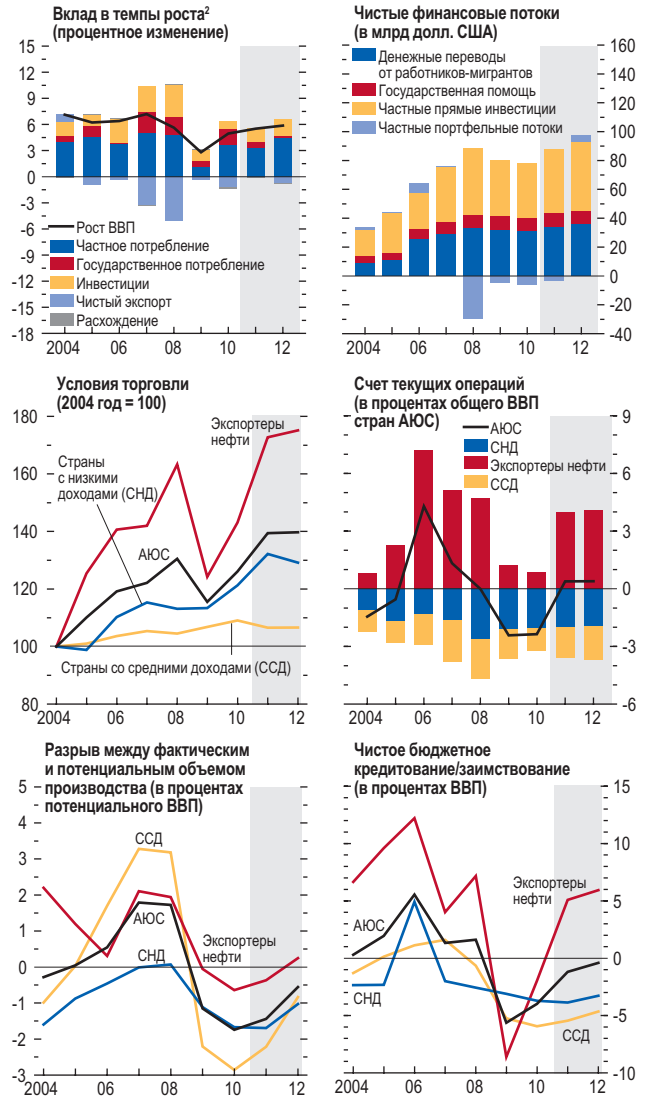 Вклад в темпы роста²
(процентное изменение)
15
12
9
6
3
0
-3
-6
-9
-12
-15
-18
Рост ВВП
Частное потребление
Государственное потребление
Инвестиции
Чистый экспорт
Расхождение
2004 06 08 10 12
Чистые финансовые потоки
(в млрд долл. США)
160
140
120
100
80
60
40
20
0
-20
-40
Денежные переводы
от работников-мигрантов
Государственная помощь
Частные прямые инвестиции
Частные портфельные потоки
2004 06 08 10 12
Условия торговли
(2004 год = 100)
180
160
140
120
100
80
Экспортеры
нефти
Страны
с низкими
доходами (СНД)
АЮС
Страны со средними доходами (ССД)
2004 06 08 10 12
Счет текущих операций
(в процентах общего ВВП
стран АЮС)
9
6
3
0
-3
-6
АЮС
СНД
Экспортеры нефти
ССД
2004 06 08 10 12
Разрыв между фактическим
и потенциальным объемом
производства (в процентах
потенциального ВВП)
5
4
3
2
1
0
-1
-2
-3
ССД
АЮС
СНД
Экспортеры
нефти
2004 06 08 10 12
Чистое бюджетное
кредитование/заимствование
(в процентах ВВП)
15
10
5
0
-5
-10
Экспортеры
нефти
АЮС
СНД
ССД
2004 06 08 10 12